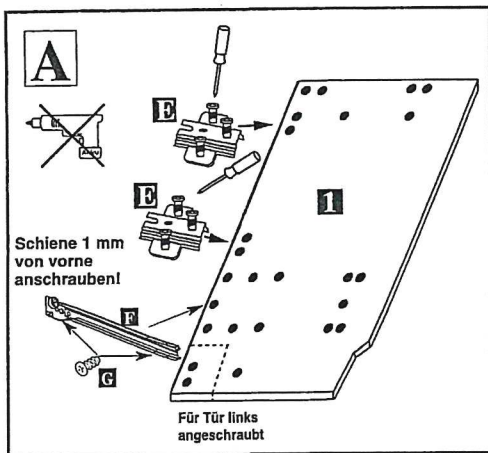 A
E
1
E
Schiene 1 mm
von vorne
anschrauben!
F
G
Für Tür links
angeschraubt